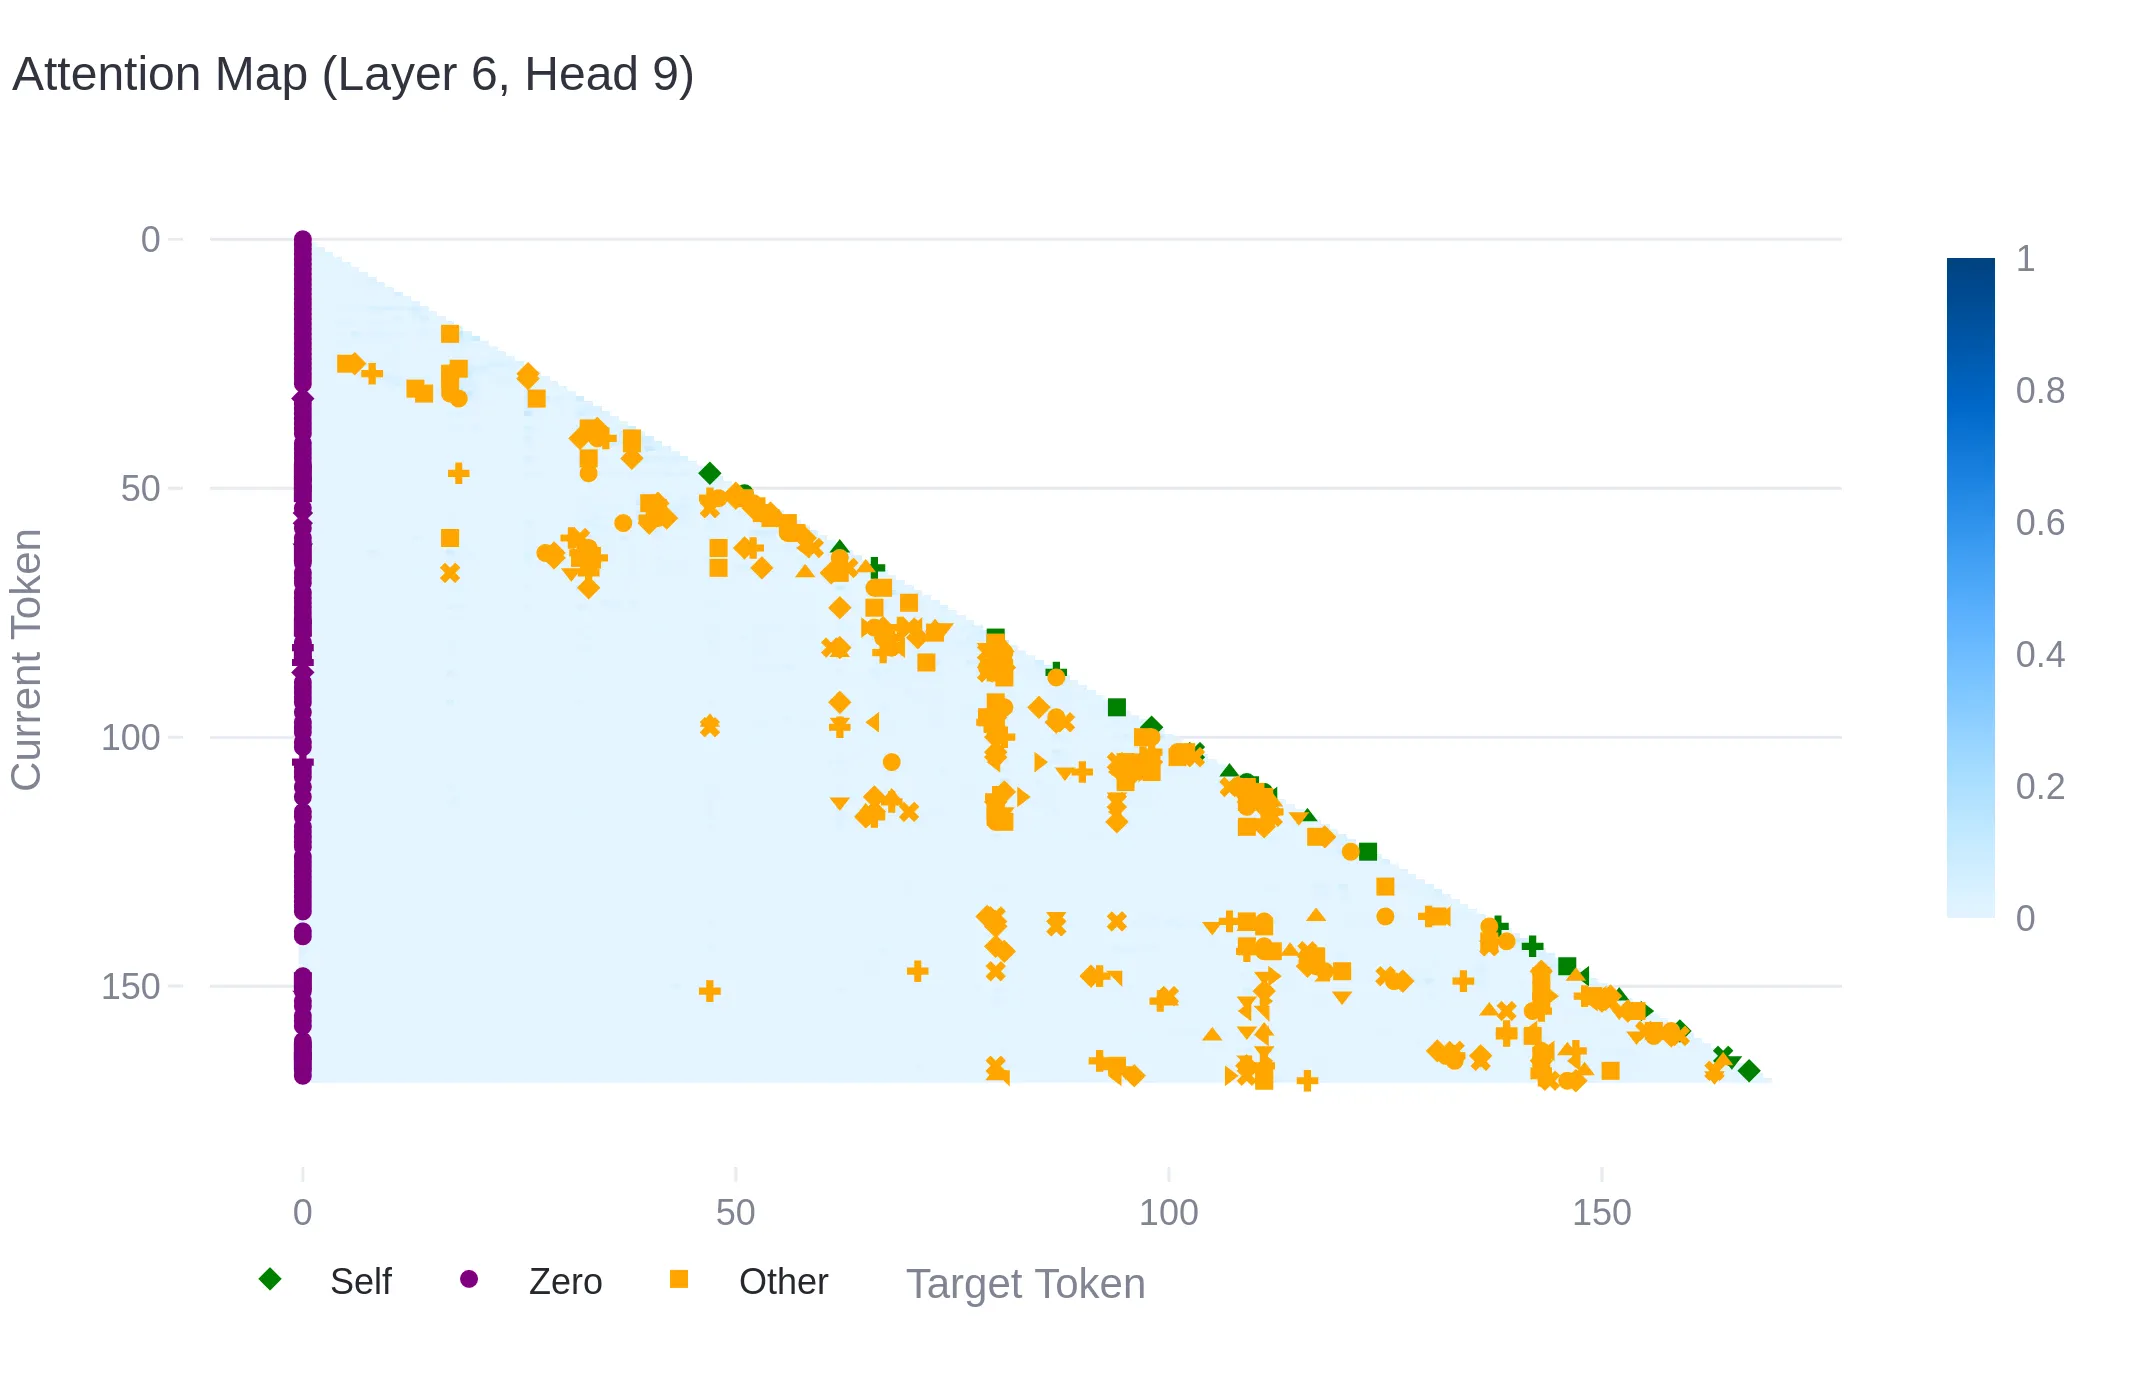 Attention Map (Layer 6, Head 9)
Current Token
0
50
100
150
0
50
100
150
Target Token
Self
Zero
Other
1
0.8
0.6
0.4
0.2
0